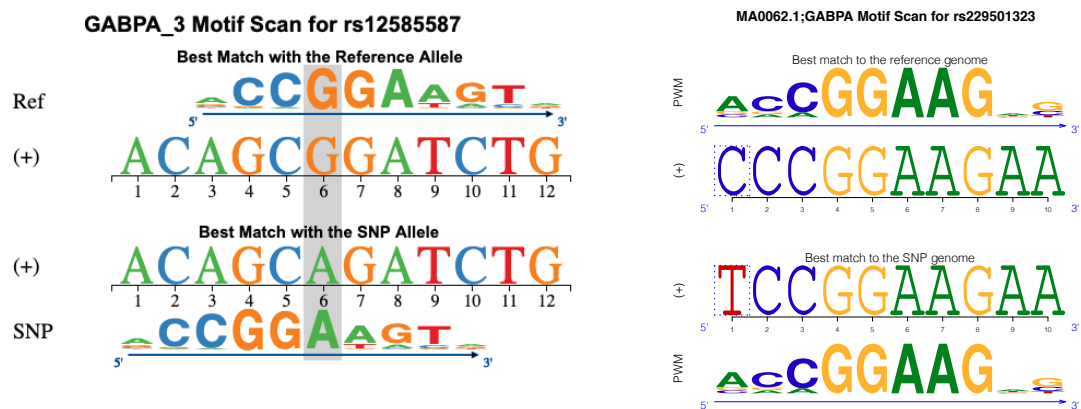 GABPA_3 Motif Scan for rs12585587
Best Match with the Reference Allele
Ref
A C C G G A A G T A
5' 3'
(+) A C A G C G G A T C T G
1 2 3 4 5 6 7 8 9 10 11 12
Best Match with the SNP Allele
(+) A C A G C A G A T C T G
1 2 3 4 5 6 7 8 9 10 11 12
SNP
A C C G G A A G T
5' 3'
MA0062.1;GABPA Motif Scan for rs229501323
Best match to the reference genome
PWM
A C C G G A A G G
5' 3'
(+) C C C G G A A G A A
5' 1 2 3 4 5 6 7 8 9 10 3'
Best match to the SNP genome
(+) T C C G G A A G A A
5' 1 2 3 4 5 6 7 8 9 10 3'
PWM
A C C G G A A G G
5' 3'